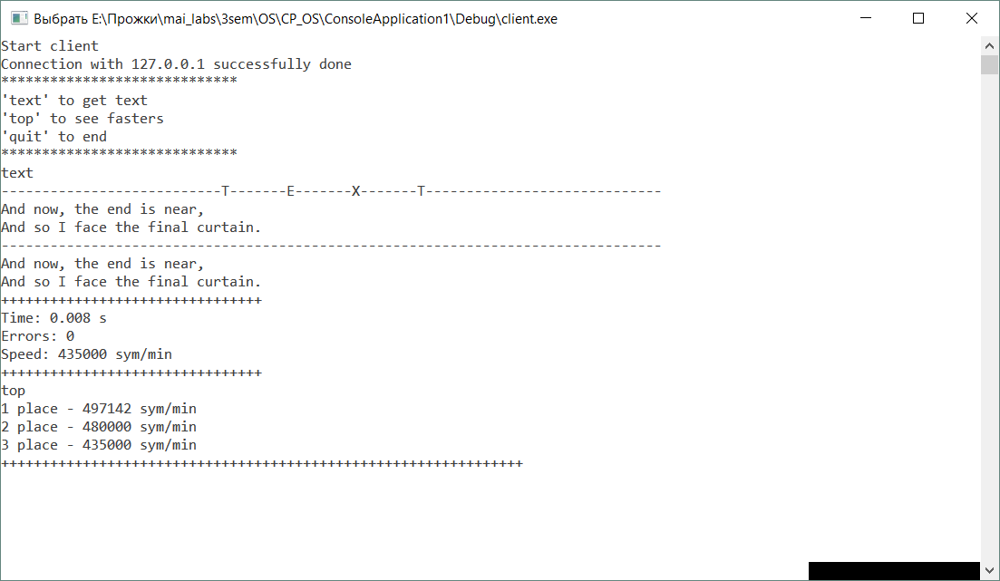 Выбрать E:\Прожки\mai_labs\3sem\OS\CP_OS\ConsoleApplication1\Debug\client.exe
Start client
Connection with 127.0.0.1 successfully done
*****************************
'text' to get text
'top' to see fasters
'quit' to end
*****************************
text
---------------------------T-------E-------X-------T-----------------------------
And now, the end is near,
And so I face the final curtain.
---------------------------------------------------------------------------------
And now, the end is near,
And so I face the final curtain.
++++++++++++++++++++++++++++++++
Time: 0.008 s
Errors: 0
Speed: 435000 sym/min
++++++++++++++++++++++++++++++++
top
1 place - 497142 sym/min
2 place - 480000 sym/min
3 place - 435000 sym/min
++++++++++++++++++++++++++++++++++++++++++++++++++++++++++++++++